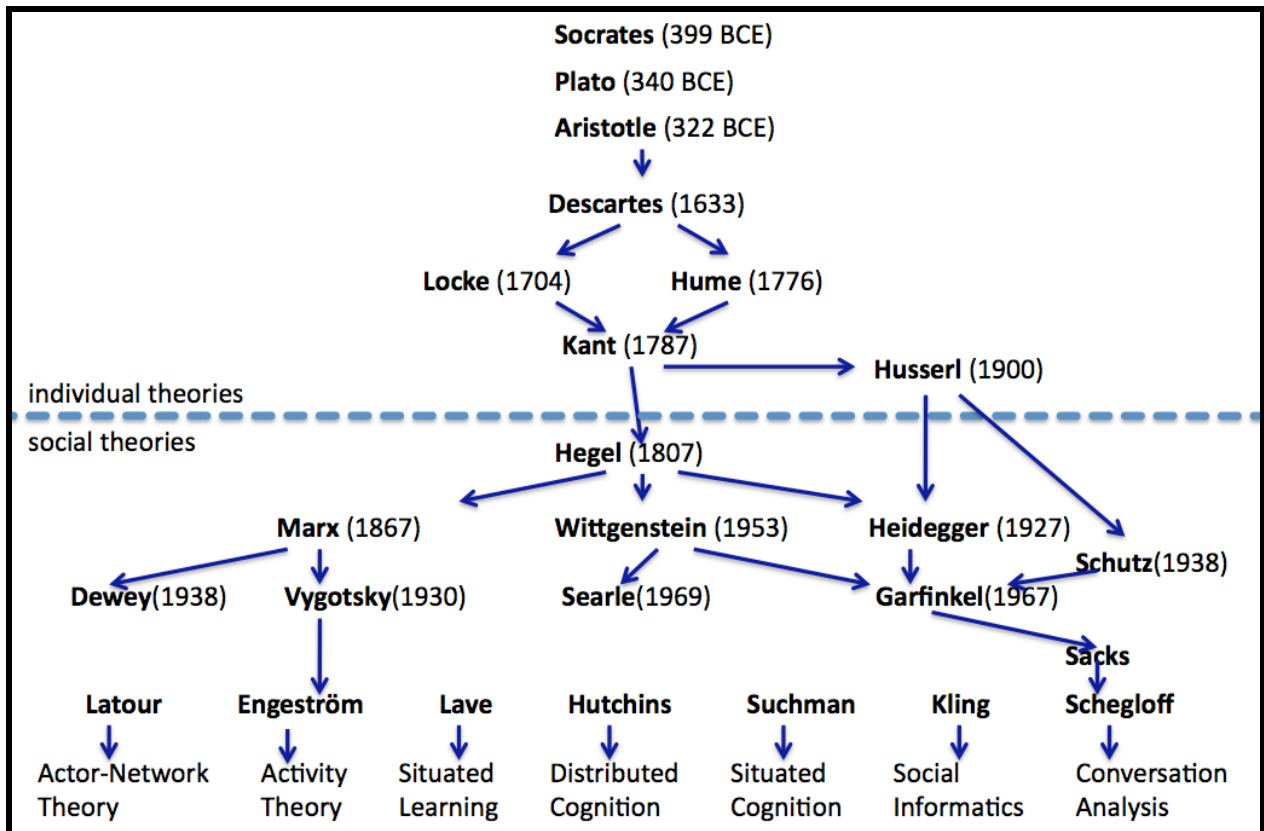 Socrates (399 BCE)
Plato (340 BCE)
Aristotle (322 BCE)
Descartes (1633)
Locke (1704)
Hume (1776)
Kant (1787)
Husserl (1900)
individual theories
social theories
Hegel (1807)
Marx (1867)
Wittgenstein (1953)
Heidegger (1927)
Schutz(1938)
Dewey(1938)
Vygotsky(1930)
Searle(1969)
Garfinkel(1967)
Sacks
Latour
Engeström
Lave
Hutchins
Suchman
Kling
Schegloff
Actor-Network
Theory
Activity
Theory
Situated
Learning
Distributed
Cognition
Situated
Cognition
Social
Informatics
Conversation
Analysis